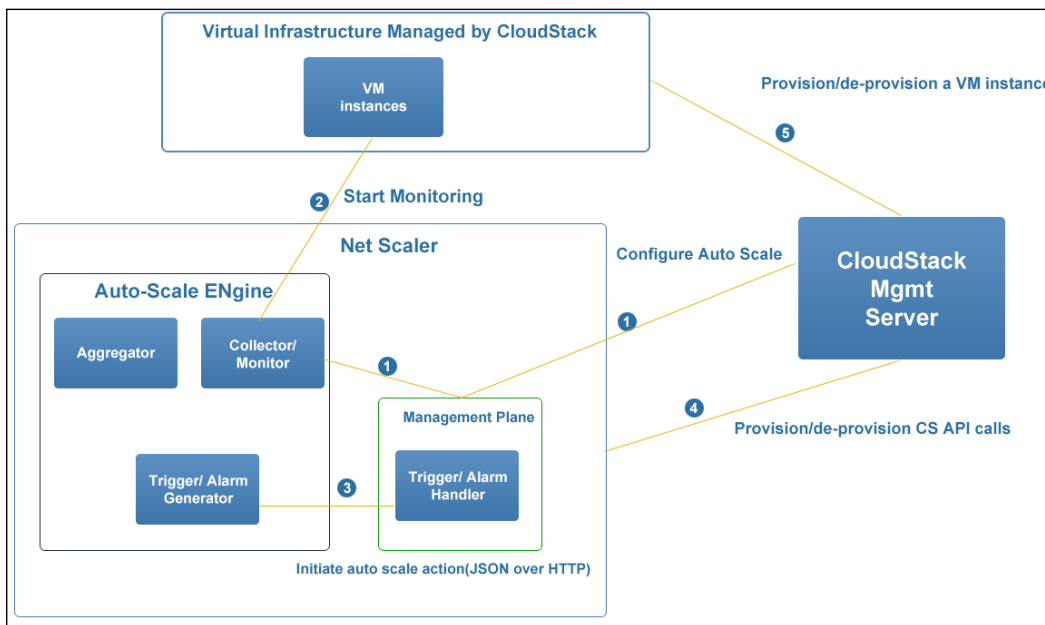 Virtual Infrastructure Managed by CloudStack
VM
instances
Provision/de-provision a VM instance
5
2
Start Monitoring
Net Scaler
Configure Auto Scale
CloudStack
Mgmt
Server
Auto-Scale ENgine
Aggregator
Collector/
Monitor
1
1
Management Plane
4
Provision/de-provision CS API calls
Trigger/ Alarm
Generator
3
Trigger/ Alarm
Handler
Initiate auto scale action(JSON over HTTP)